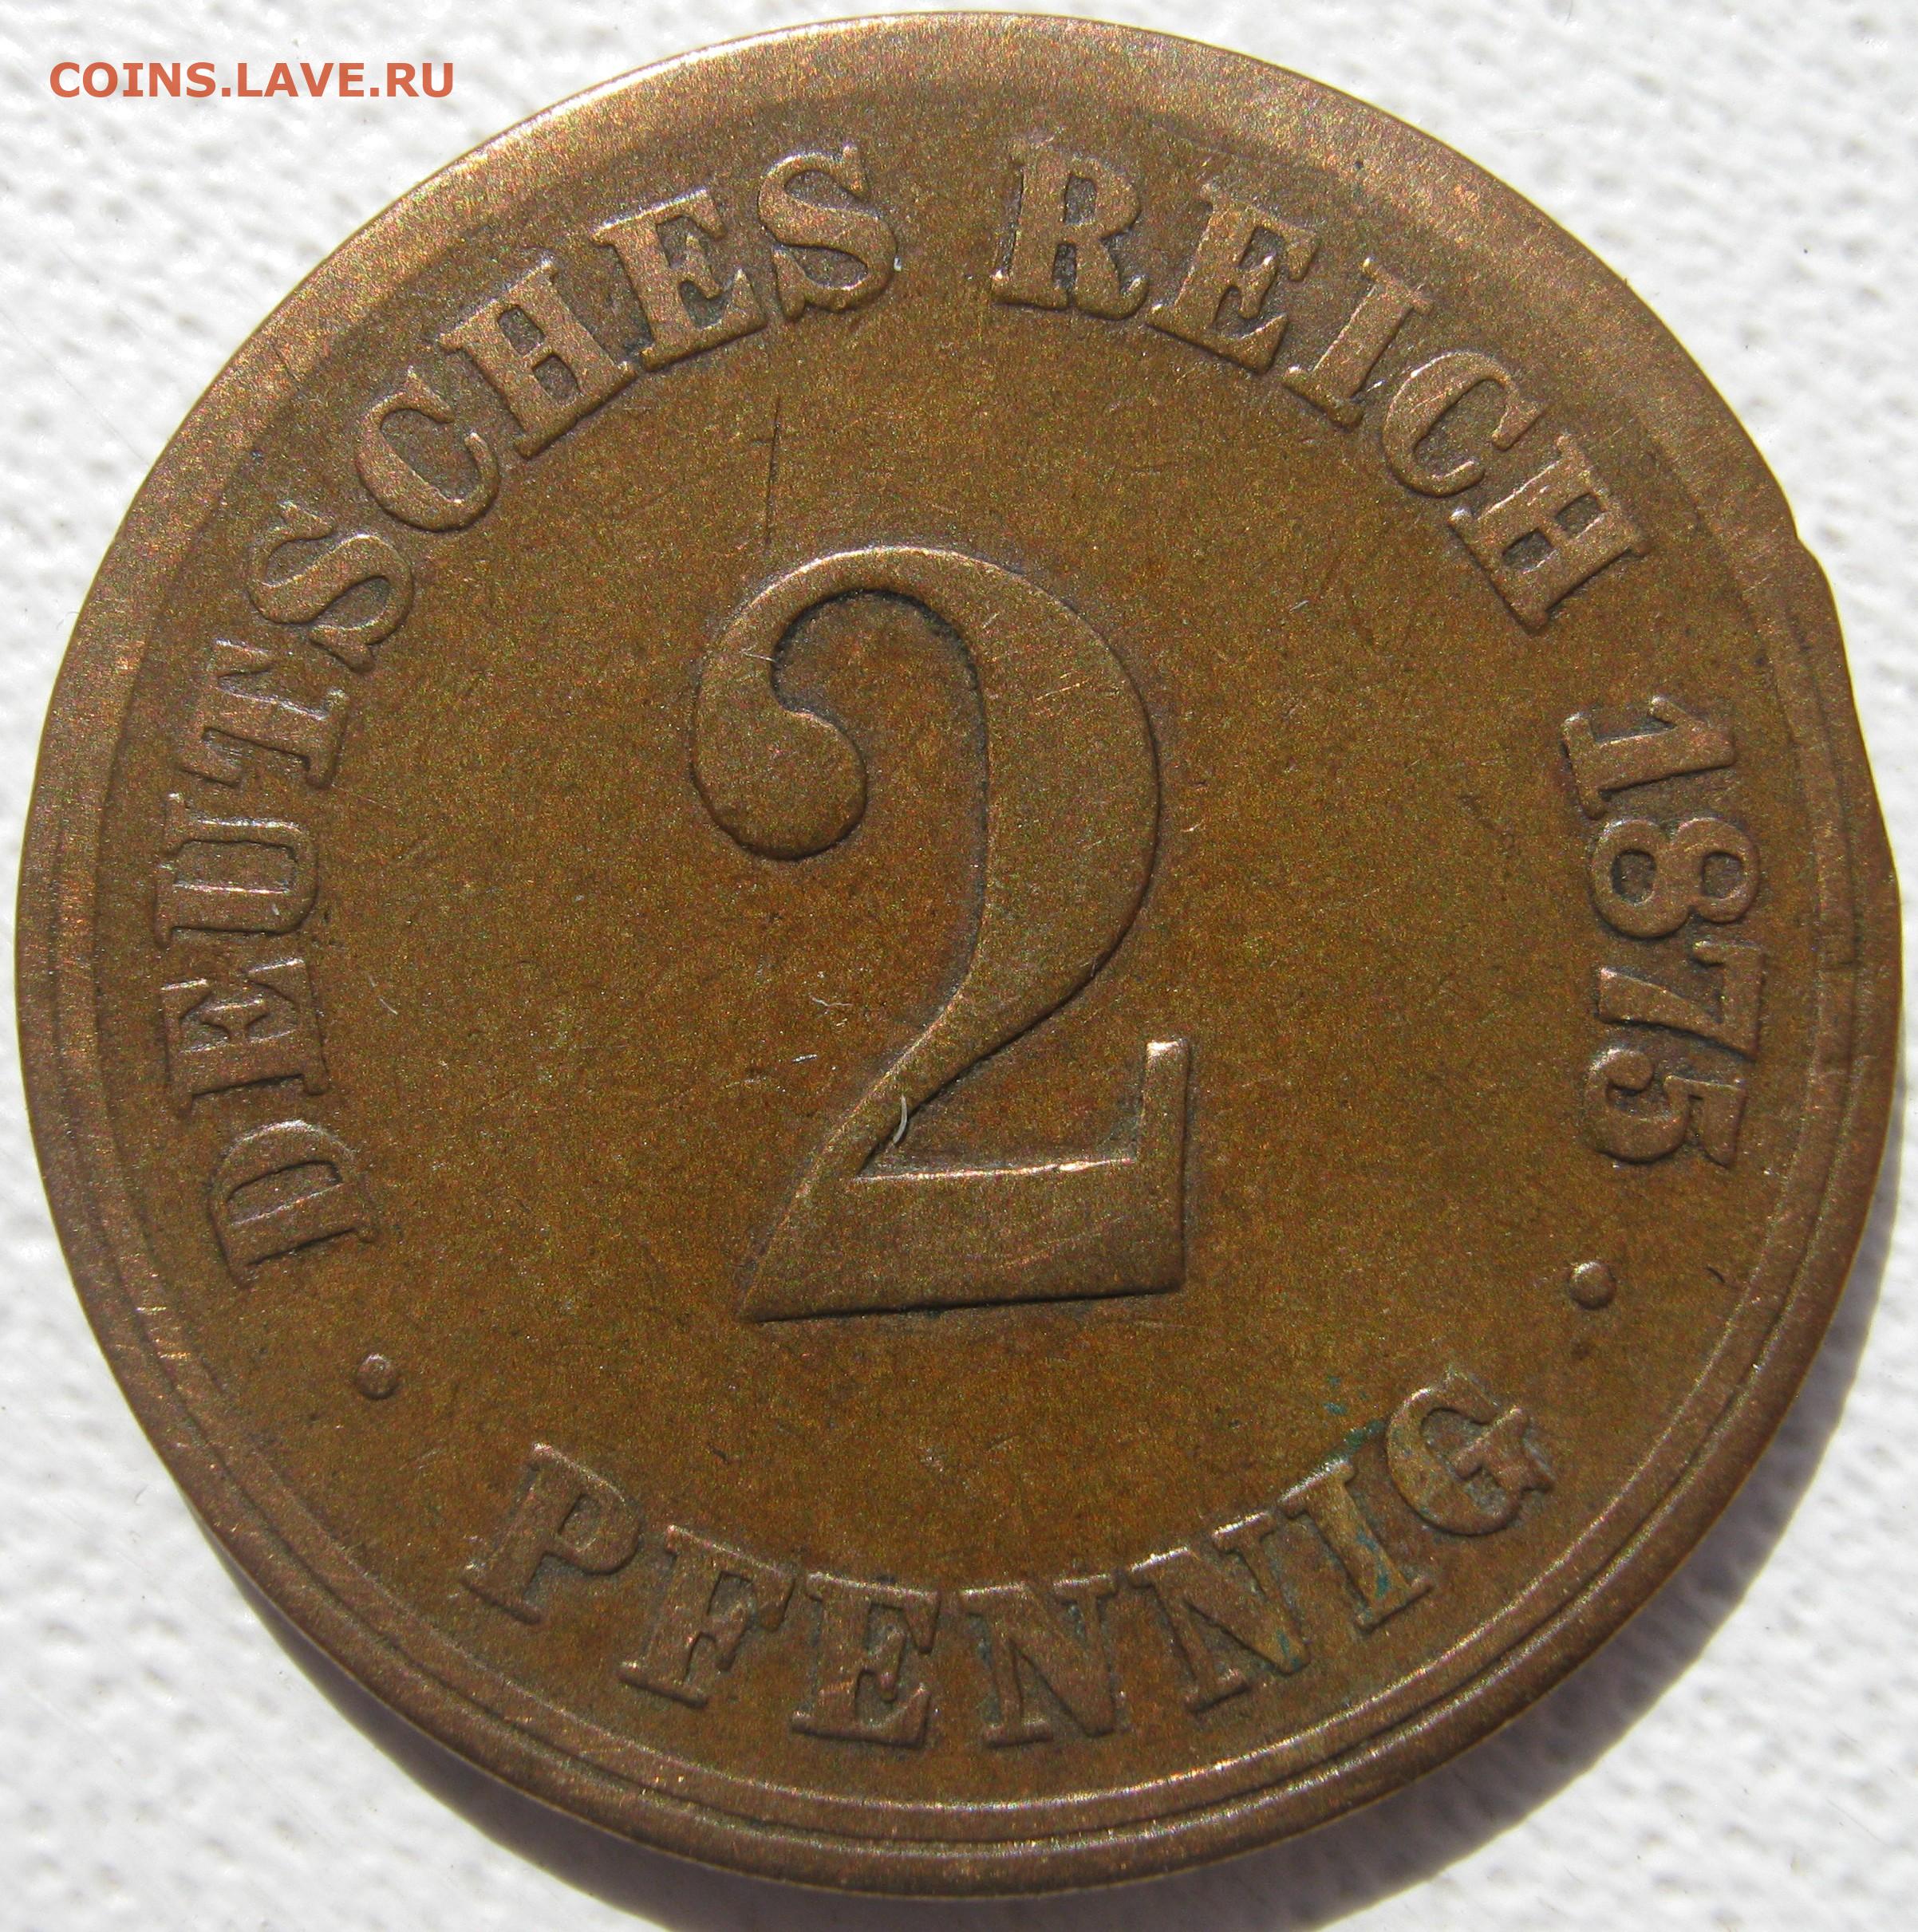 COINS.LAVE.RU
DEUTSCHES REICH 1875
2
· PFENNIG ·